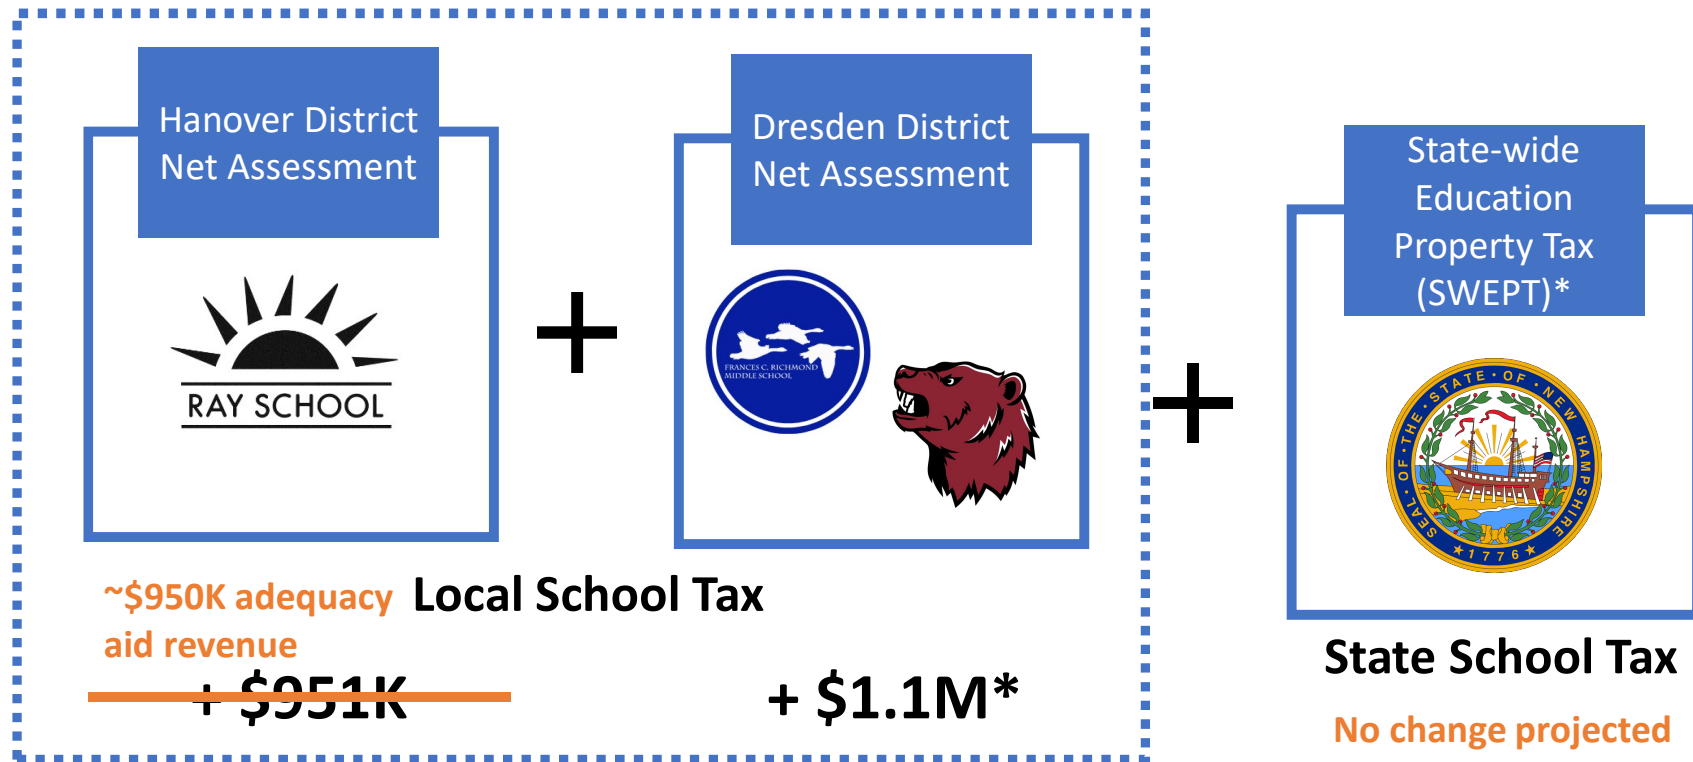 Hanover District
Net Assessment
RAY SCHOOL
+
Dresden District
Net Assessment
FRANCES C. RICHMOND
MIDDLE SCHOOL
+
State-wide
Education
Property Tax
(SWEPT)*
SEAL · OF · THE · STATE · OF · NEW HAMPSHIRE
1776
~$950K adequacy
aid revenue
Local School Tax
+ $951K
+ $1.1M*
State School Tax
No change projected